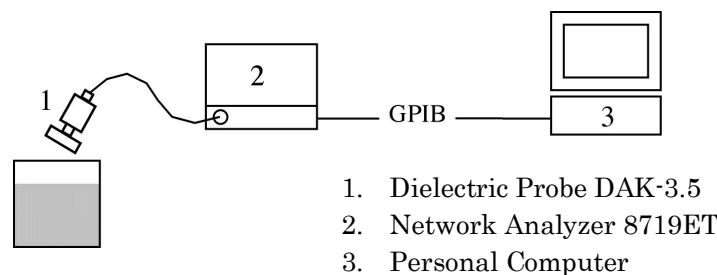 1
2
GPIB
3
1. Dielectric Probe DAK-3.5
2. Network Analyzer 8719ET
3. Personal Computer